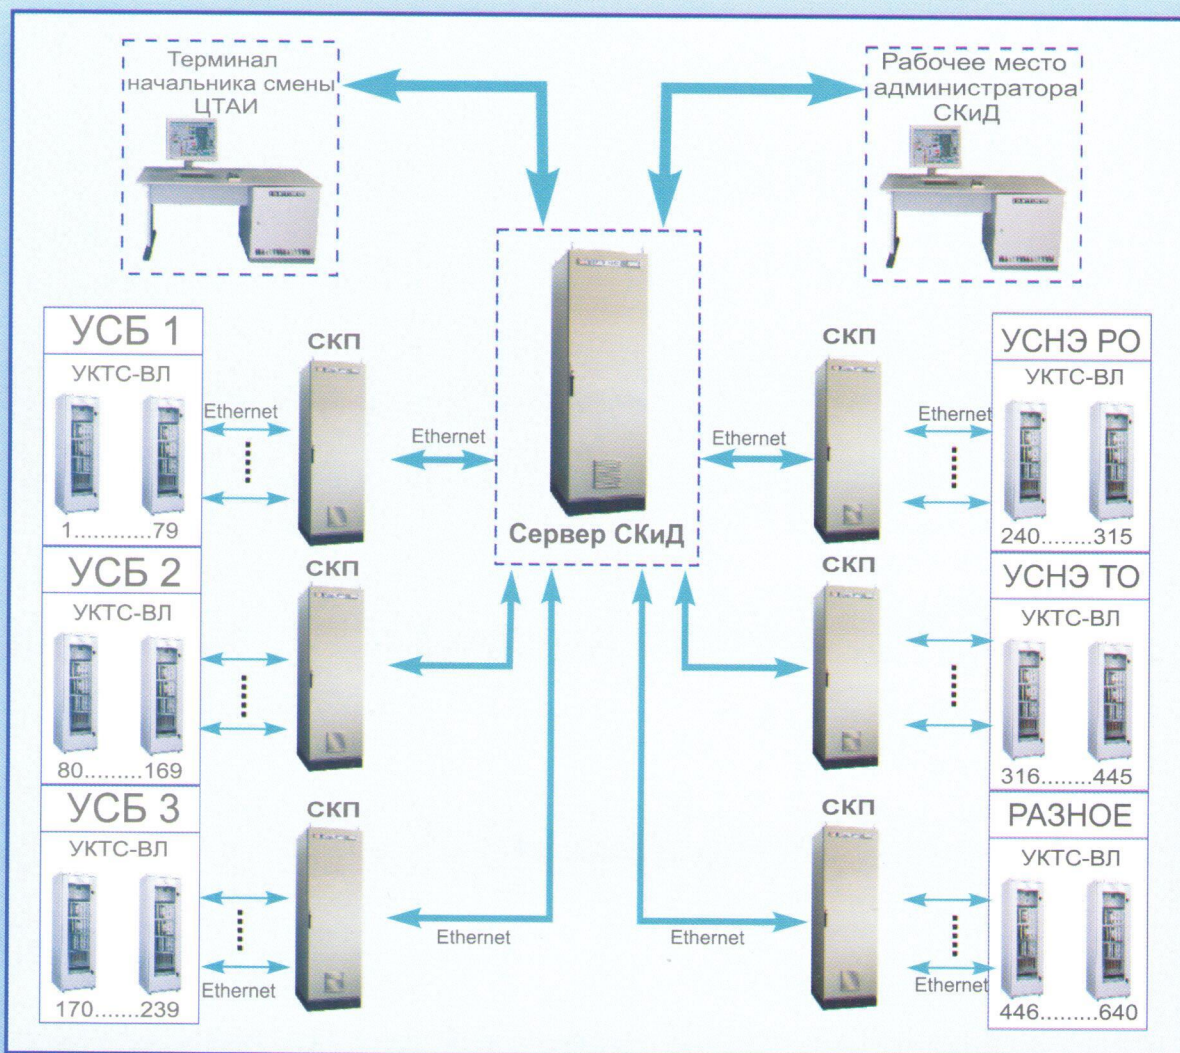 Терминал
начальника смены
ЦТАИ
Рабочее место
администратора
СКиД
УСБ 1
УКТС-ВЛ
1............79
Ethernet
СКП
Ethernet
Сервер СКиД
Ethernet
СКП
Ethernet
УСНЭ РО
УКТС-ВЛ
240........315
УСБ 2
УКТС-ВЛ
80.........169
СКП
СКП
УСНЭ ТО
УКТС-ВЛ
316........445
УСБ 3
УКТС-ВЛ
170.......239
Ethernet
СКП
Ethernet
Ethernet
СКП
Ethernet
РАЗНОЕ
УКТС-ВЛ
446.........640